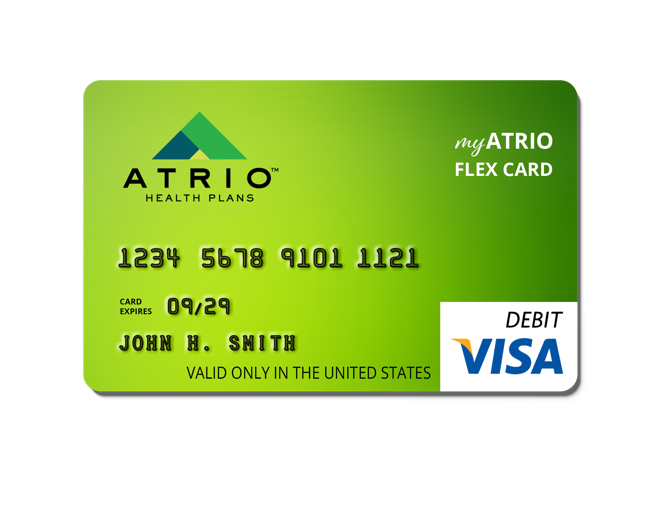 ATRIO™
HEALTH PLANS
myATRIO
FLEX CARD
1234 5678 9101 1121
CARD
EXPIRES 09/29
JOHN H. SMITH
VALID ONLY IN THE UNITED STATES
DEBIT
VISA